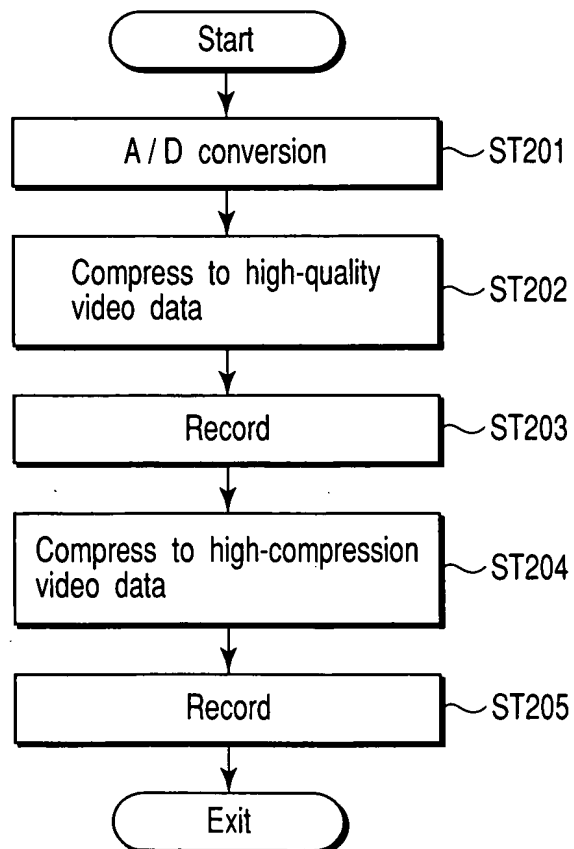 Start
A / D conversion
ST201
Compress to high-quality
video data
ST202
Record
ST203
Compress to high-compression
video data
ST204
Record
ST205
Exit